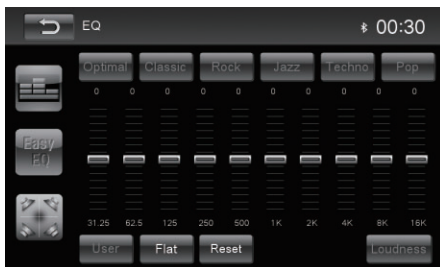 EQ 00:30
Optimal Classic Rock Jazz Techno Pop
0 0 0 0 0 0 0 0 0 0
Easy
EQ
31.25 62.5 125 250 500 1K 2K 4K 8K 16K
User Flat Reset Loudness